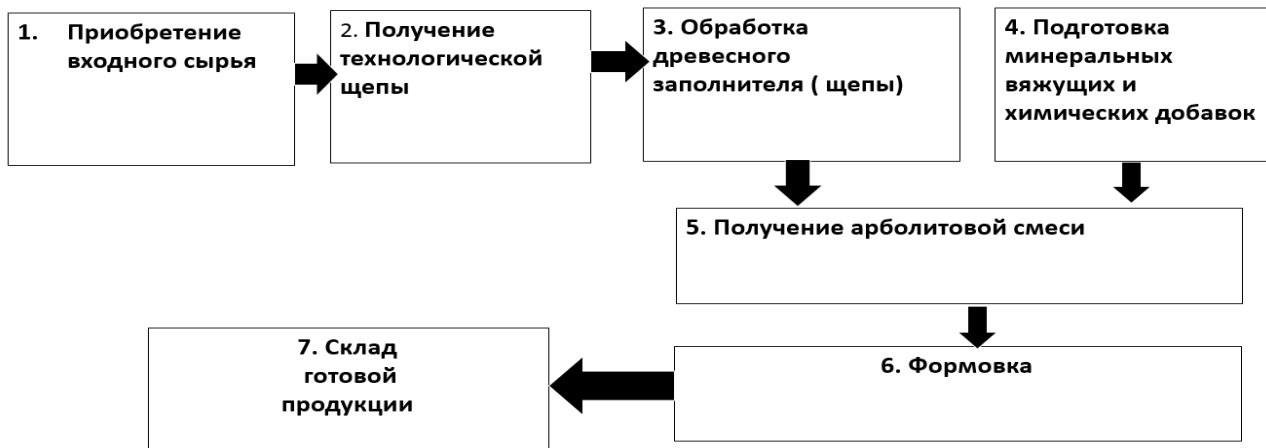 1. Приобретение
входного сырья
2. Получение
технологической
щепы
3. Обработка
древесного
заполнителя ( щепы)
4. Подготовка
минеральных
вяжущих и
химических добавок
5. Получение арболитовой смеси
6. Формовка
7. Склад
готовой
продукции